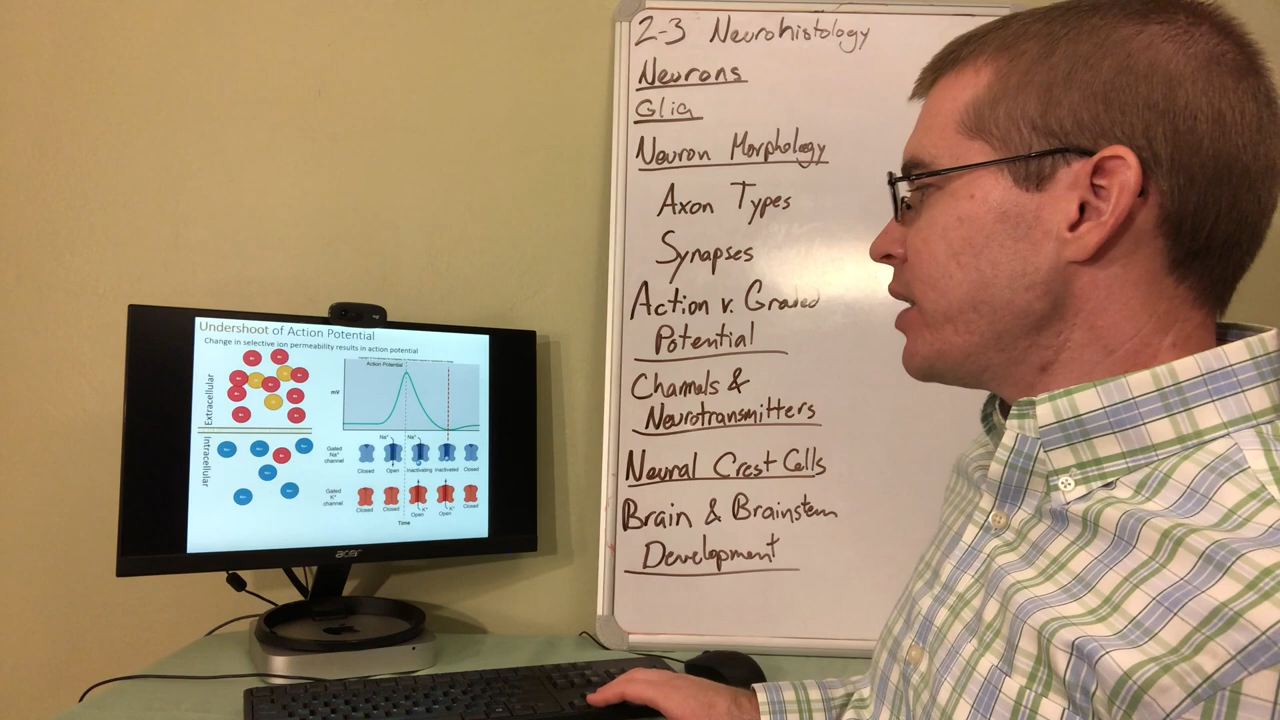 2-3 Neurohistology
Neurons
Glia
Neuron Morphology
Axon Types
Synapses
Action v. Graded
Potential
Channels &
Neurotransmitters
Neural Crest Cells
Brain & Brainstem
Development
Undershoot of Action Potential
Change in selective ion permeability results in action potential
Extracellular
Intracellular
Action Potential
mV
Na⁺ Na⁺
Gated
Na⁺
channel
Closed Open Inactivating Inactivated Closed
Gated
K⁺
channel
Closed Closed Open Open Closed
K⁺ K⁺
Time
acer